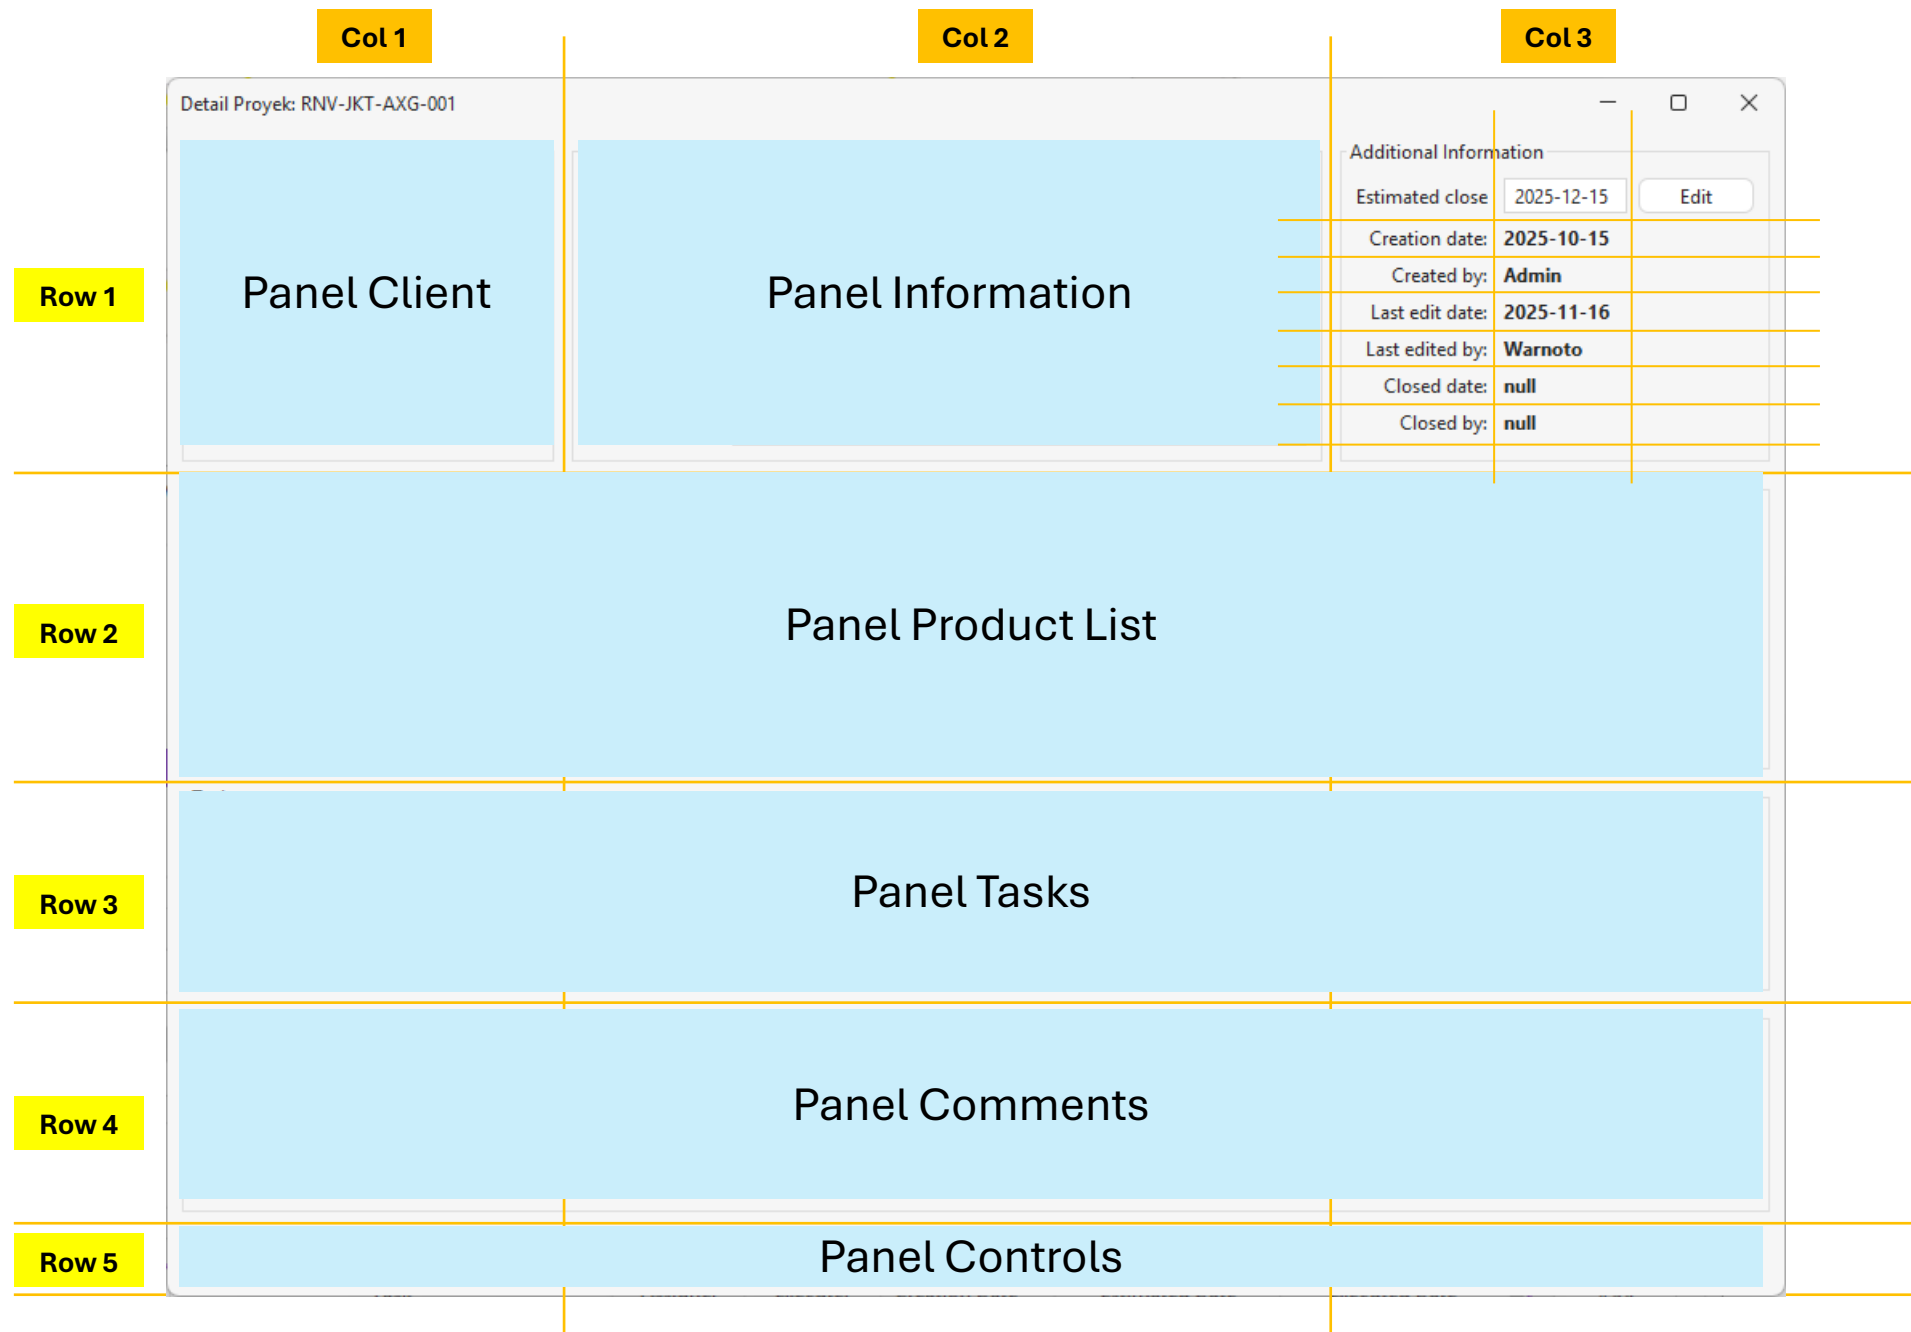 Col 1
Col 2
Col 3
Detail Proyek: RNV-JKT-AXG-001
Row 1
Panel Client
Panel Information
Additional Information
Estimated close 2025-12-15 Edit
Creation date: 2025-10-15
Created by: Admin
Last edit date: 2025-11-16
Last edited by: Warnoto
Closed date: null
Closed by: null
Row 2
Panel Product List
Row 3
Panel Tasks
Row 4
Panel Comments
Row 5
Panel Controls